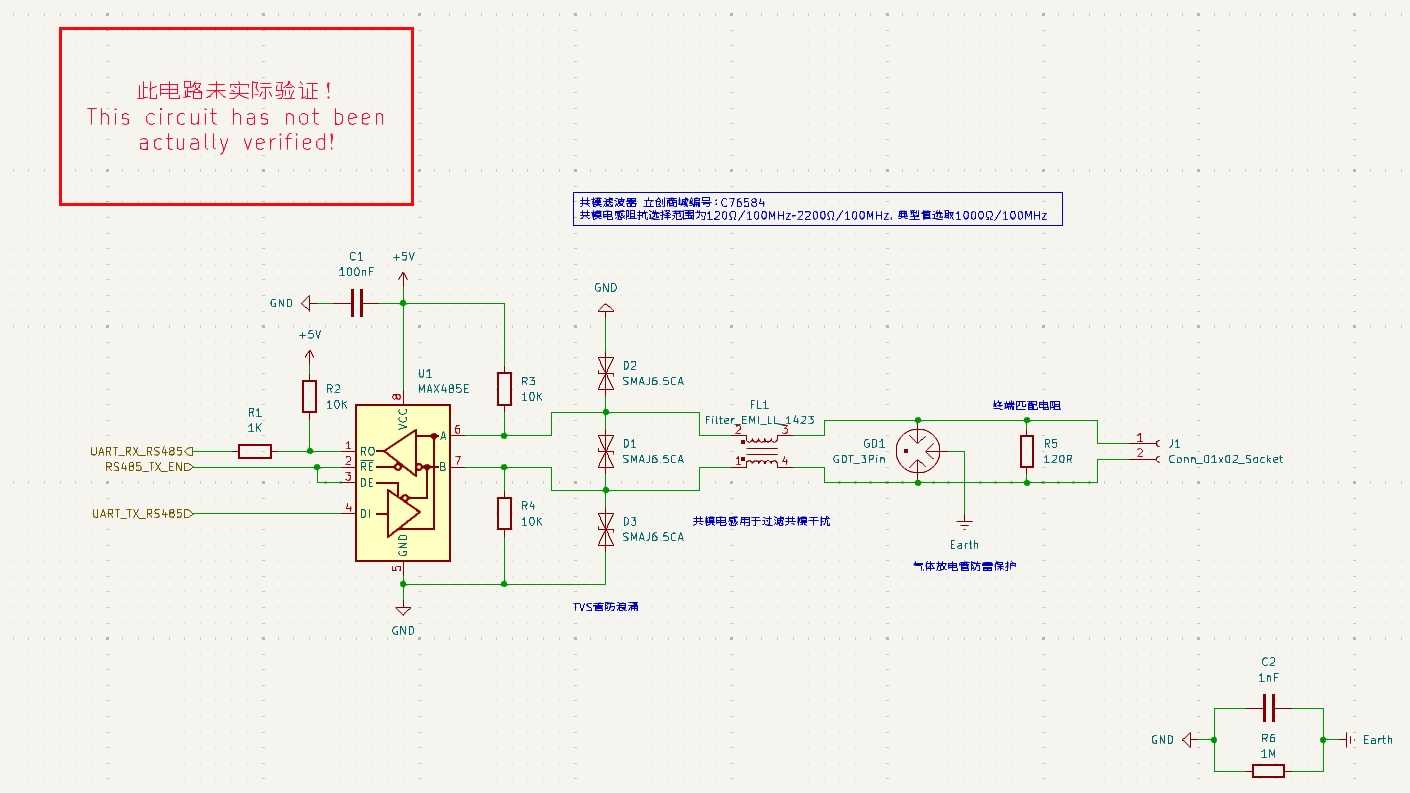 此电路未实际验证！
This circuit has not been
actually verified!
共模滤波器 立创商城编号：C76584
共模电感阻抗选择范围为120Ω/100MHz-2200Ω/100MHz, 典型值选取1000Ω/100MHz
C1
100nF
+5V
GND
+5V
R2
10K
R1
1K
U1
MAX485E
8
VCC
UART_RX_RS485
RS485_TX_EN
UART_TX_RS485
1
RO
2
RE
3
DE
4
DI
A
6
B
7
GND
5
GND
R3
10K
R4
10K
GND
D2
SMAJ6.5CA
D1
SMAJ6.5CA
D3
SMAJ6.5CA
TVS管防浪涌
FL1
Filter_EMI_LL_1423
2
3
1
4
共模电感用于过滤共模干扰
GD1
GDT_3Pin
Earth
气体放电管防雷保护
终端匹配电阻
R5
120R
1
2
J1
Conn_01x02_Socket
C2
1nF
GND
R6
1M
Earth